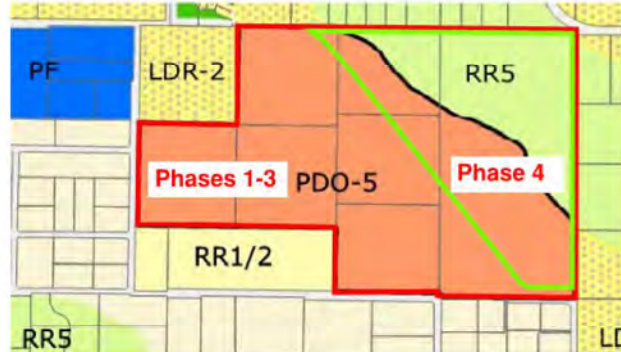 PF
LDR-2
RR5
Phases 1-3
PDO-5
Phase 4
RR1/2
RR5
LD